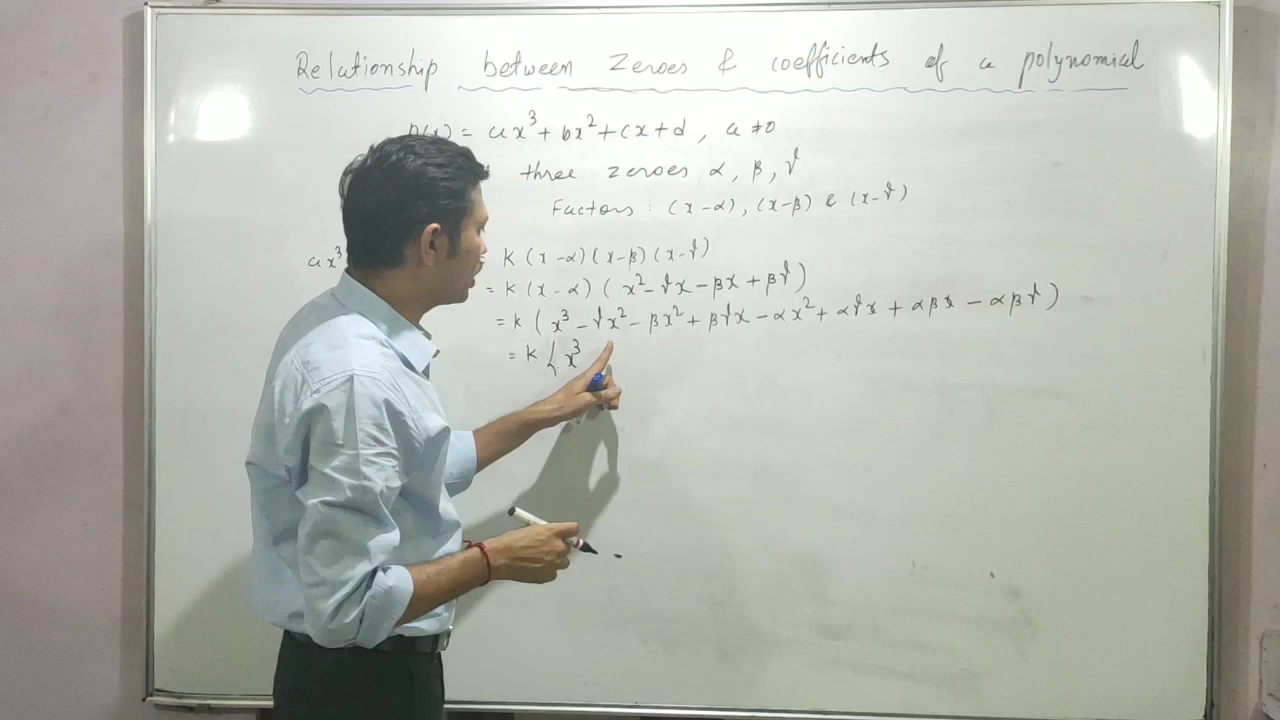 Relationship between zeroes & coefficients of a polynomial
p(x) = ax³ + bx² + cx + d, a ≠ 0
three zeroes α, β, γ
Factors : (x-α), (x-β) & (x-γ)
ax³ K (x-α)(x-β)(x-γ)
= K (x-α) (x² - γx - βx + βγ)
= K (x³ - γx² - βx² + βγx - αx² + αγx + αβx - αβγ)
= K (x³